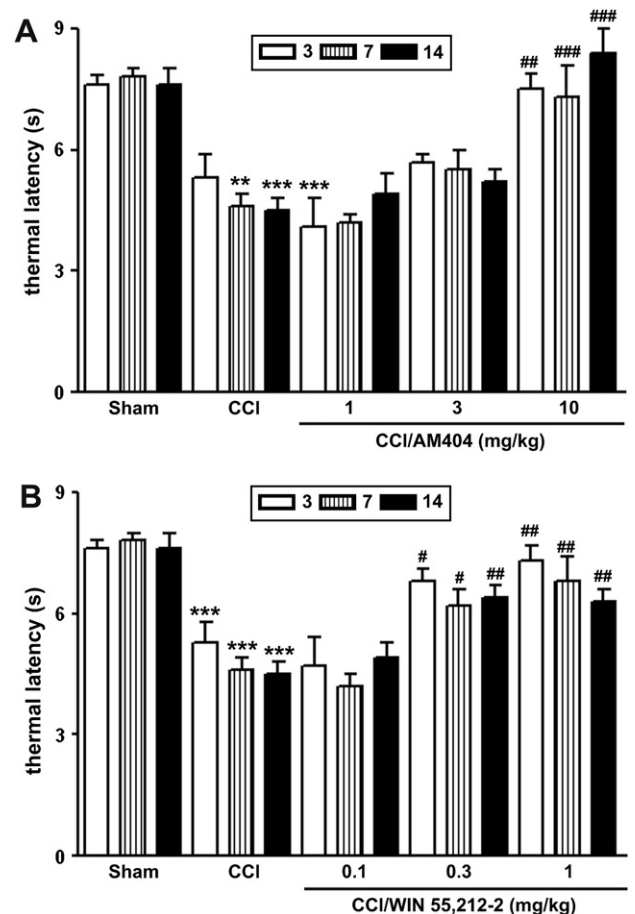 A
9
3 7 14
## ### ###
6
** *** ***
thermal latency (s)
3
0
Sham CCI 1 3 10
CCI/AM404 (mg/kg)
B
9
3 7 14
# # ## ## ## ##
6
*** *** ***
thermal latency (s)
3
0
Sham CCI 0.1 0.3 1
CCI/WIN 55,212-2 (mg/kg)